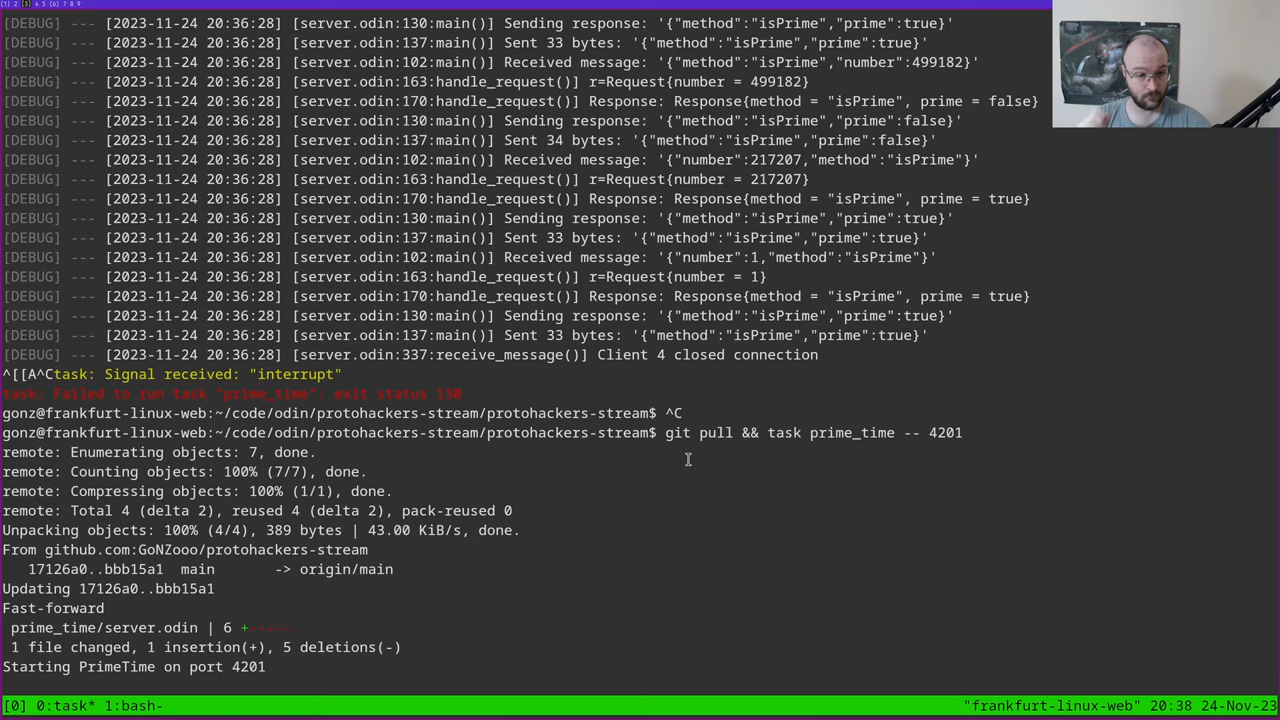 (1) 2 [3] 4 5 (6) 7 8 9
[DEBUG] --- [2023-11-24 20:36:28] [server.odin:130:main()] Sending response: '{"method":"isPrime","prime":true}'
[DEBUG] --- [2023-11-24 20:36:28] [server.odin:137:main()] Sent 33 bytes: '{"method":"isPrime","prime":true}'
[DEBUG] --- [2023-11-24 20:36:28] [server.odin:102:main()] Received message: '{"method":"isPrime","number":499182}'
[DEBUG] --- [2023-11-24 20:36:28] [server.odin:163:handle_request()] r=Request{number = 499182}
[DEBUG] --- [2023-11-24 20:36:28] [server.odin:170:handle_request()] Response: Response{method = "isPrime", prime = false}
[DEBUG] --- [2023-11-24 20:36:28] [server.odin:130:main()] Sending response: '{"method":"isPrime","prime":false}'
[DEBUG] --- [2023-11-24 20:36:28] [server.odin:137:main()] Sent 34 bytes: '{"method":"isPrime","prime":false}'
[DEBUG] --- [2023-11-24 20:36:28] [server.odin:102:main()] Received message: '{"number":217207,"method":"isPrime"}'
[DEBUG] --- [2023-11-24 20:36:28] [server.odin:163:handle_request()] r=Request{number = 217207}
[DEBUG] --- [2023-11-24 20:36:28] [server.odin:170:handle_request()] Response: Response{method = "isPrime", prime = true}
[DEBUG] --- [2023-11-24 20:36:28] [server.odin:130:main()] Sending response: '{"method":"isPrime","prime":true}'
[DEBUG] --- [2023-11-24 20:36:28] [server.odin:137:main()] Sent 33 bytes: '{"method":"isPrime","prime":true}'
[DEBUG] --- [2023-11-24 20:36:28] [server.odin:102:main()] Received message: '{"number":1,"method":"isPrime"}'
[DEBUG] --- [2023-11-24 20:36:28] [server.odin:163:handle_request()] r=Request{number = 1}
[DEBUG] --- [2023-11-24 20:36:28] [server.odin:170:handle_request()] Response: Response{method = "isPrime", prime = true}
[DEBUG] --- [2023-11-24 20:36:28] [server.odin:130:main()] Sending response: '{"method":"isPrime","prime":true}'
[DEBUG] --- [2023-11-24 20:36:28] [server.odin:137:main()] Sent 33 bytes: '{"method":"isPrime","prime":true}'
[DEBUG] --- [2023-11-24 20:36:28] [server.odin:337:receive_message()] Client 4 closed connection
^[[A^Ctask: Signal received: "interrupt"
task: Failed to run task "prime_time": exit status 130
gonz@frankfurt-linux-web:~/code/odin/protohackers-stream/protohackers-stream$ ^C
gonz@frankfurt-linux-web:~/code/odin/protohackers-stream/protohackers-stream$ git pull && task prime_time -- 4201
remote: Enumerating objects: 7, done.
remote: Counting objects: 100% (7/7), done.
remote: Compressing objects: 100% (1/1), done.
remote: Total 4 (delta 2), reused 4 (delta 2), pack-reused 0
Unpacking objects: 100% (4/4), 389 bytes | 43.00 KiB/s, done.
From github.com:GoNZooo/protohackers-stream
   17126a0..bbb15a1  main       -> origin/main
Updating 17126a0..bbb15a1
Fast-forward
 prime_time/server.odin | 6 +-----
 1 file changed, 1 insertion(+), 5 deletions(-)
Starting PrimeTime on port 4201
[0] 0:task* 1:bash- "frankfurt-linux-web" 20:38 24-Nov-23